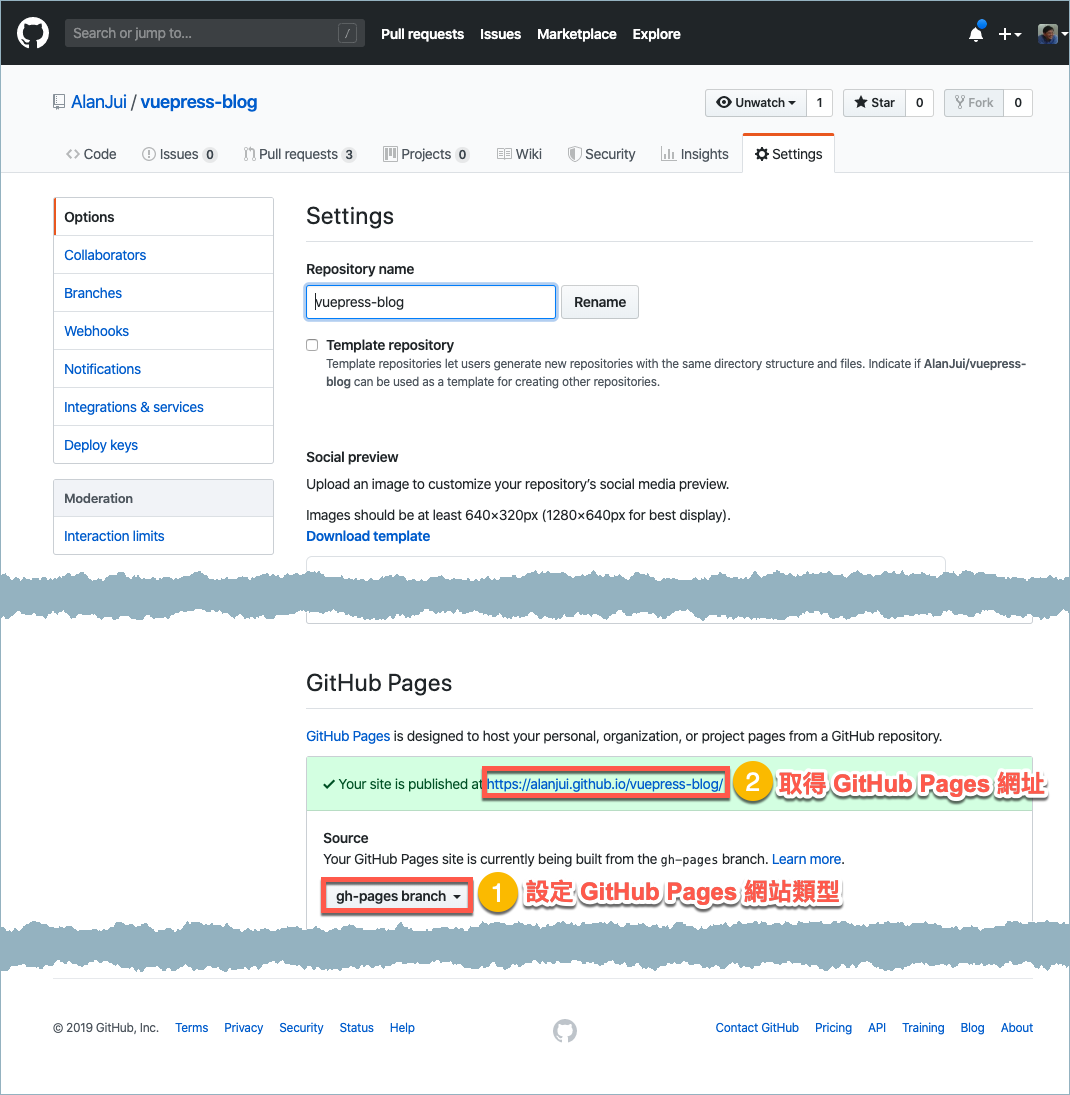 Search or jump to... /
Pull requests Issues Marketplace Explore
AlanJui / vuepress-blog
Unwatch 1 Star 0 Fork 0
Code Issues 0 Pull requests 3 Projects 0 Wiki Security Insights Settings
Options
Collaborators
Branches
Webhooks
Notifications
Integrations & services
Deploy keys
Moderation
Interaction limits
Settings
Repository name
vuepress-blog Rename
Template repository
Template repositories let users generate new repositories with the same directory structure and files. Indicate if AlanJui/vuepress-
blog can be used as a template for creating other repositories.
Social preview
Upload an image to customize your repository's social media preview.
Images should be at least 640×320px (1280×640px for best display).
Download template
GitHub Pages
GitHub Pages is designed to host your personal, organization, or project pages from a GitHub repository.
Your site is published at https://alanjui.github.io/vuepress-blog/ 2 取得 GitHub Pages 網址
Source
Your GitHub Pages site is currently being built from the gh-pages branch. Learn more.
gh-pages branch 1 設定 GitHub Pages 網站類型
© 2019 GitHub, Inc. Terms Privacy Security Status Help Contact GitHub Pricing API Training Blog About